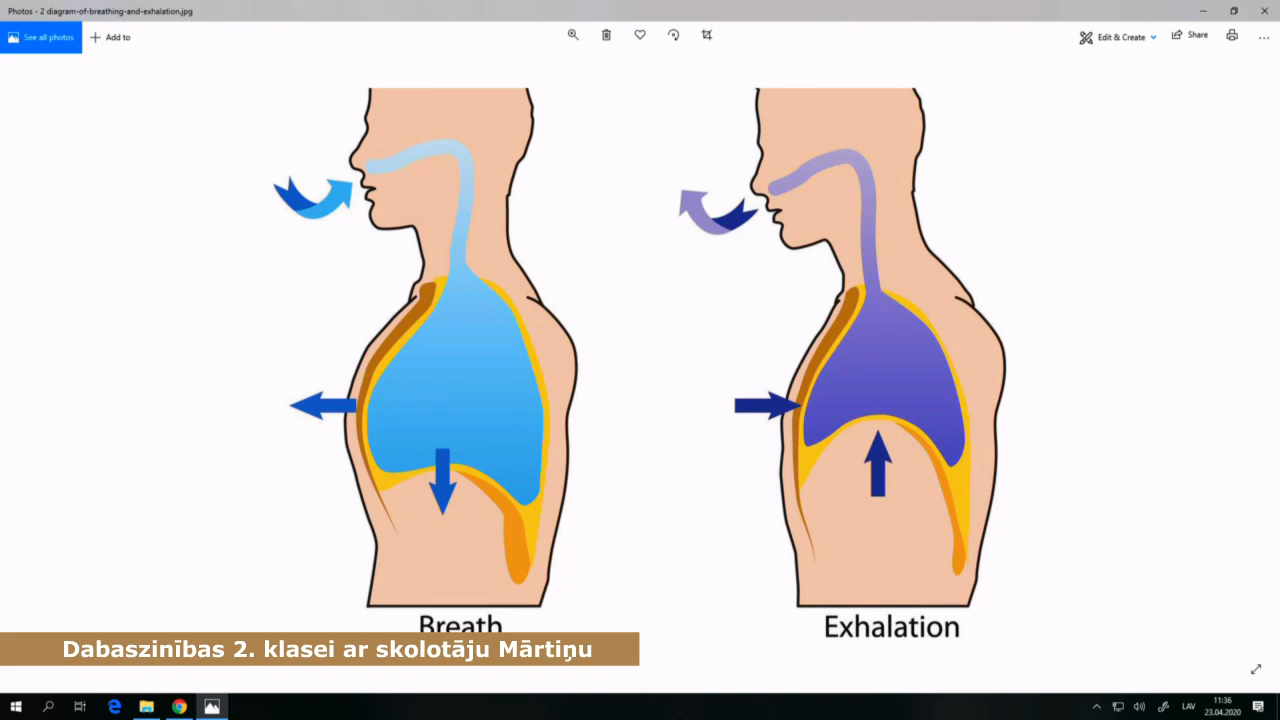 Photos - 2 diagram-of-breathing-and-exhalation.jpg
See all photos
Add to
Edit & Create
Share
Breath
Exhalation
Dabaszinības 2. klasei ar skolotāju Mārtiņu
LAV
11:36
23.04.2020